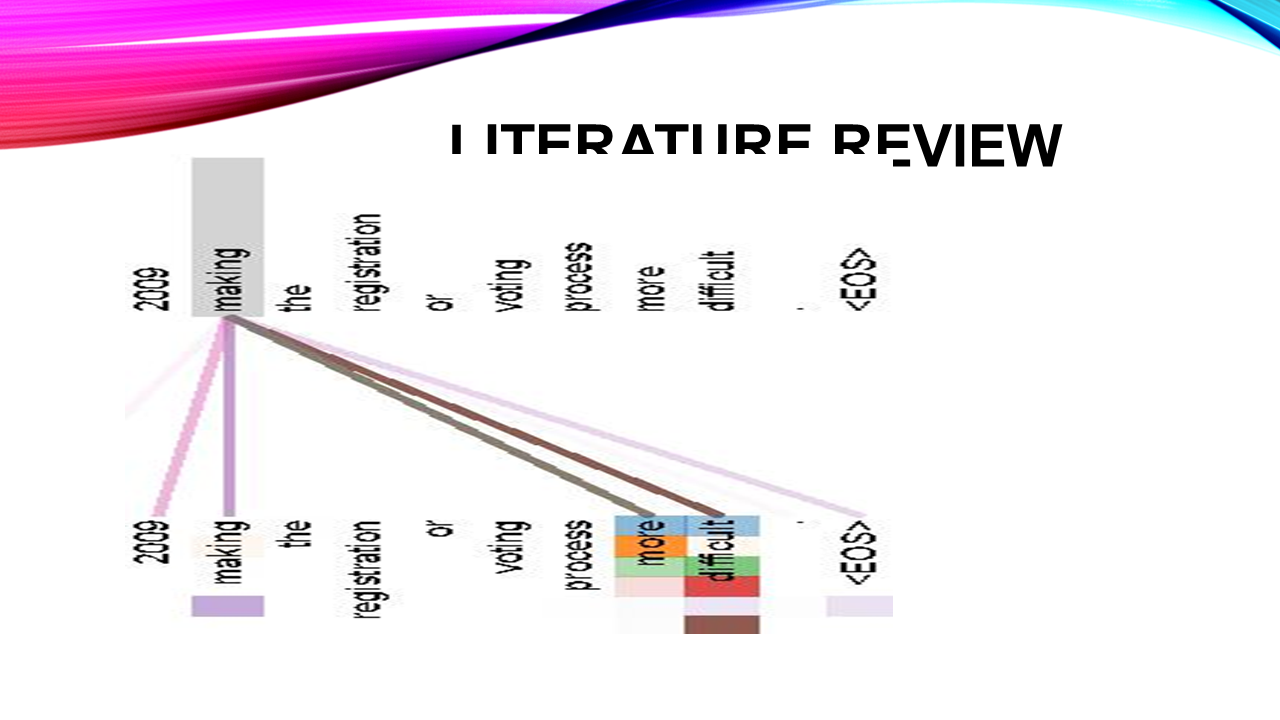 LITERATURE REVIEW
2009 making the registration or voting process more difficult . <EOS>
2009 making the registration or voting process more difficult . <EOS>